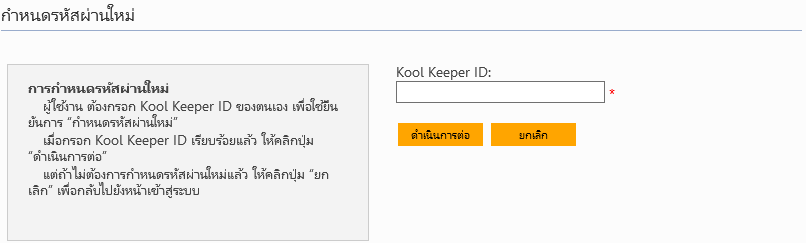 กำหนดรหัสผ่านใหม่
การกำหนดรหัสผ่านใหม่
ผู้ใช้งาน ต้องกรอก Kool Keeper ID ของตนเอง เพื่อใช้ยืน
ยันการ “กำหนดรหัสผ่านใหม่”
เมื่อกรอก Kool Keeper ID เรียบร้อยแล้ว ให้คลิกปุ่ม
“ดำเนินการต่อ”
แต่ถ้าไม่ต้องการกำหนดรหัสผ่านใหม่แล้ว ให้คลิกปุ่ม “ยก
เลิก” เพื่อกลับไปยังหน้าเข้าสู่ระบบ
Kool Keeper ID:
*
ดำเนินการต่อ ยกเลิก